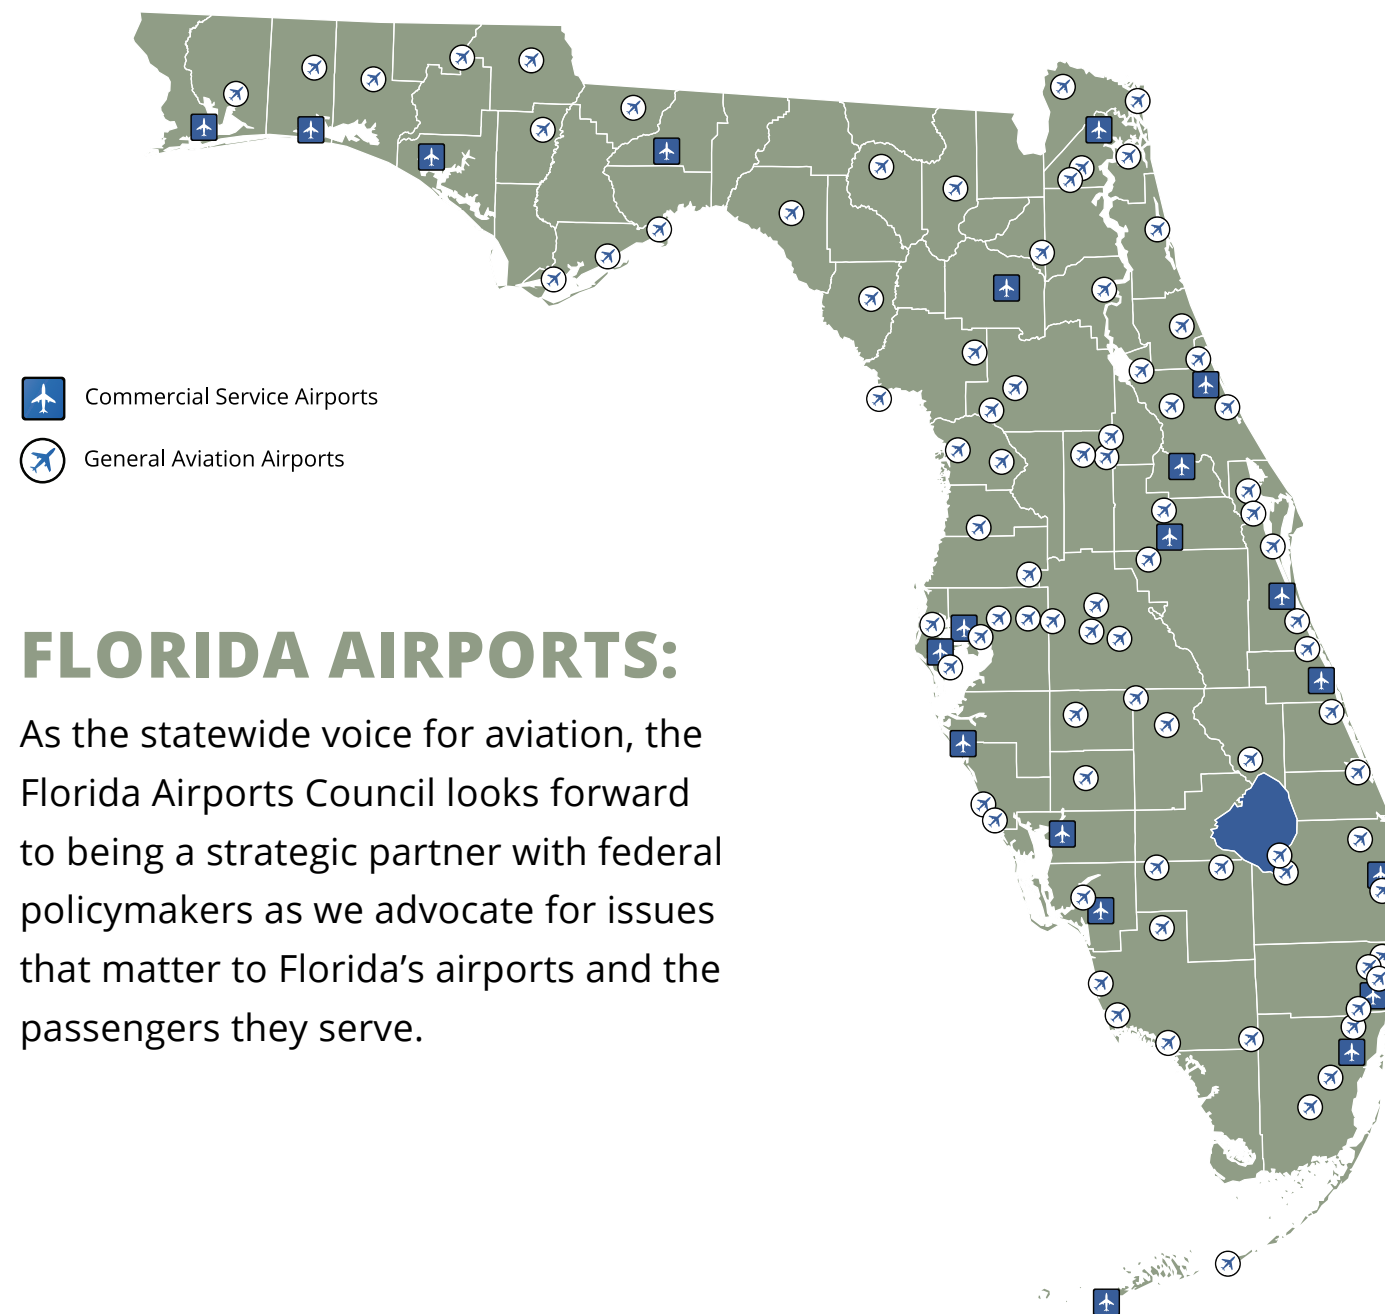 Commercial Service Airports
General Aviation Airports
FLORIDA AIRPORTS:
As the statewide voice for aviation, the
Florida Airports Council looks forward
to being a strategic partner with federal
policymakers as we advocate for issues
that matter to Florida’s airports and the
passengers they serve.